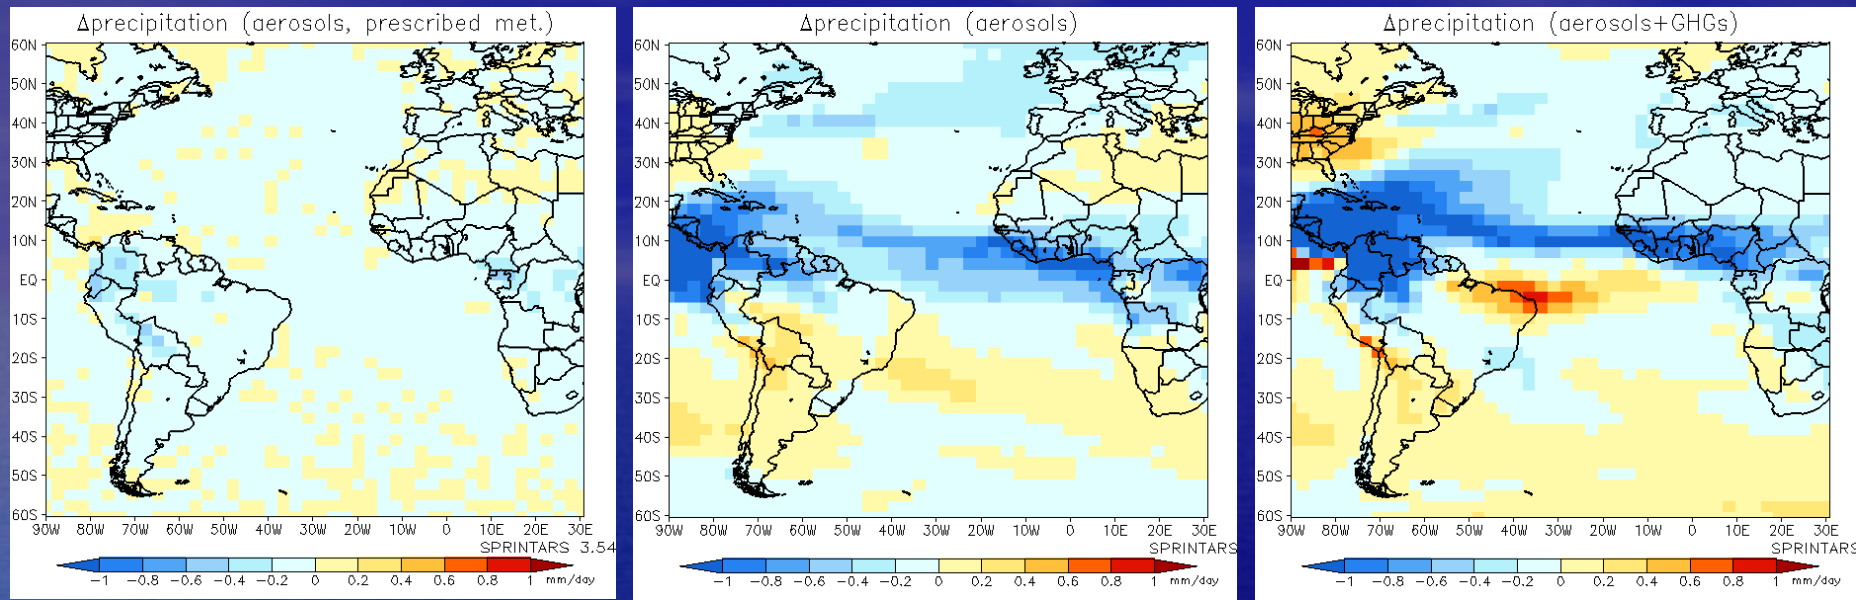 Δprecipitation (aerosols, prescribed met.)
60N
50N
40N
30N
20N
10N
EQ
10S
20S
30S
40S
50S
60S
90W 80W 70W 60W 50W 40W 30W 20W 10W 0 10E 20E 30E
SPRINTARS 3.54
−1 −0.8 −0.6 −0.4 −0.2 0 0.2 0.4 0.6 0.8 1 mm/day
Δprecipitation (aerosols)
60N
50N
40N
30N
20N
10N
EQ
10S
20S
30S
40S
50S
60S
90W 80W 70W 60W 50W 40W 30W 20W 10W 0 10E 20E 30E
SPRINTARS
−1 −0.8 −0.6 −0.4 −0.2 0 0.2 0.4 0.6 0.8 1 mm/day
Δprecipitation (aerosols+GHGs)
60N
50N
40N
30N
20N
10N
EQ
10S
20S
30S
40S
50S
60S
90W 80W 70W 60W 50W 40W 30W 20W 10W 0 10E 20E 30E
SPRINTARS
−1 −0.8 −0.6 −0.4 −0.2 0 0.2 0.4 0.6 0.8 1 mm/day